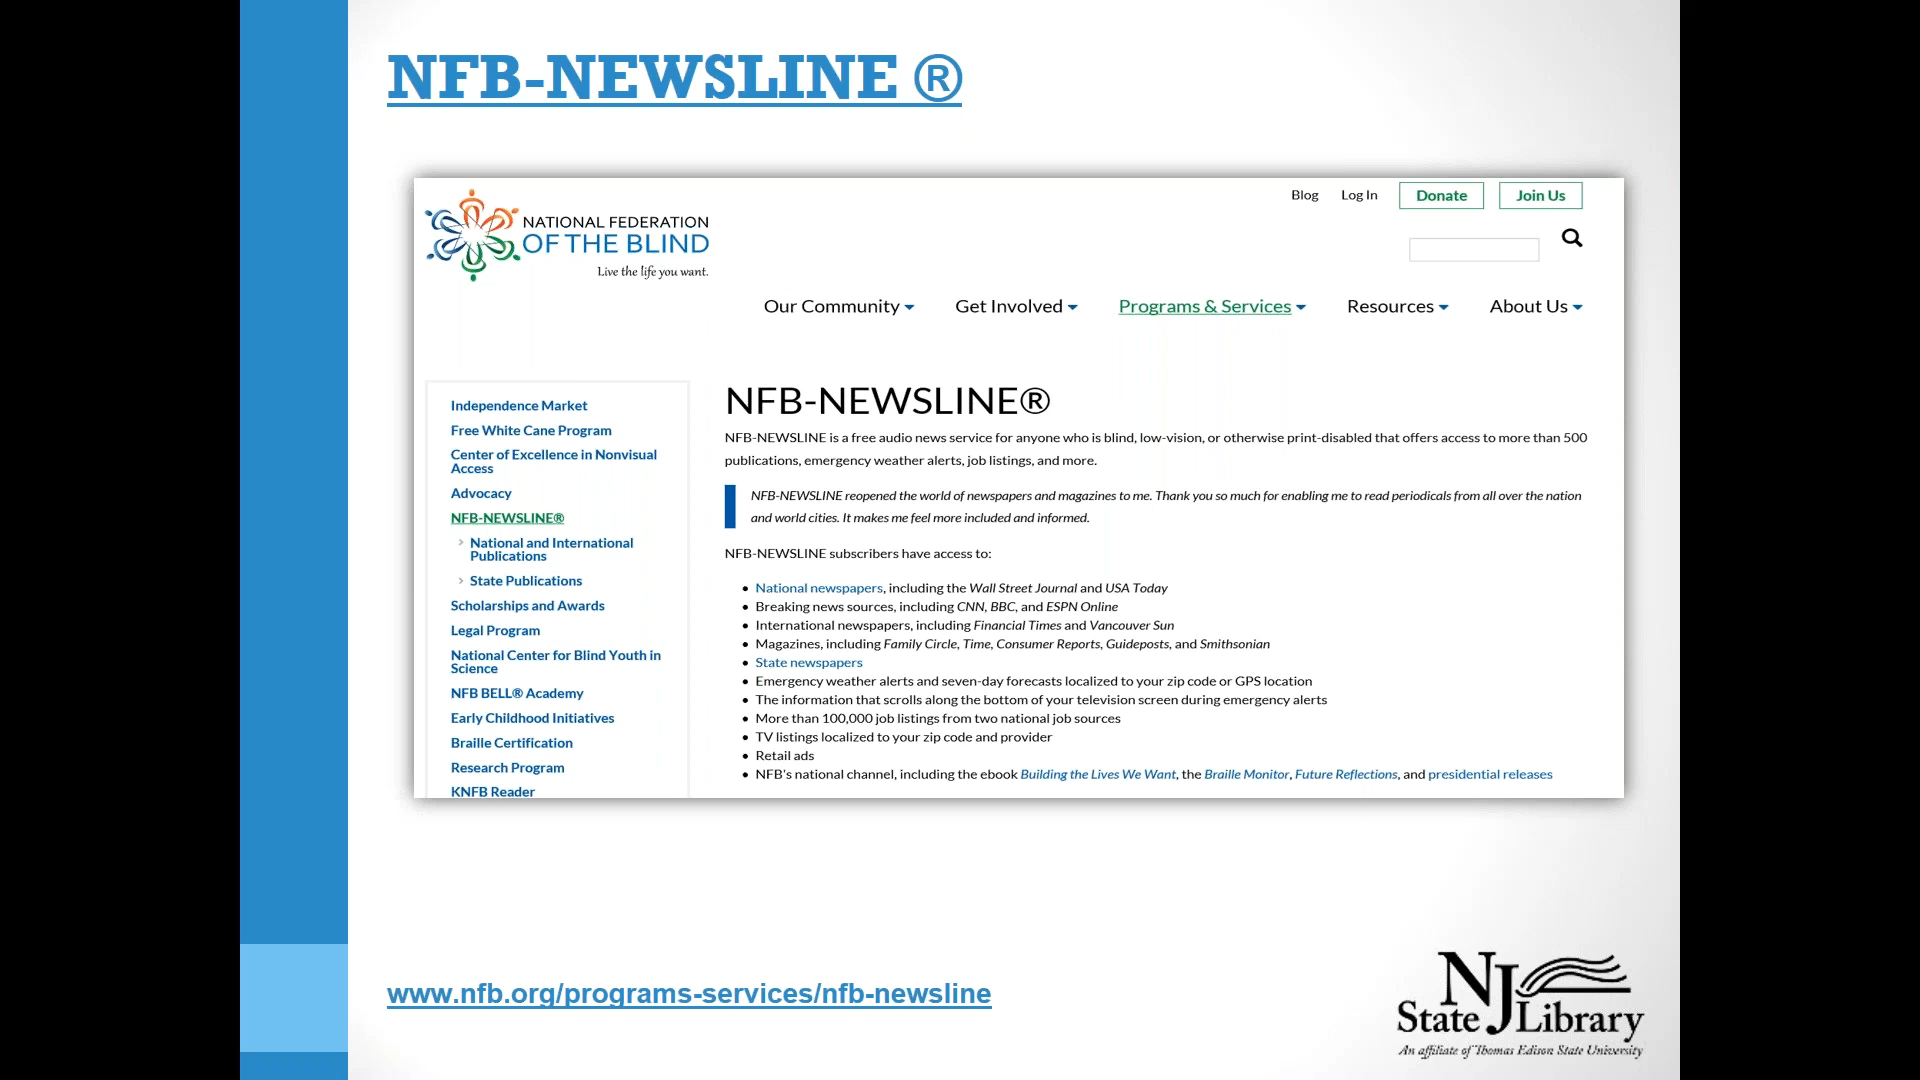 NFB-NEWSLINE ®
NATIONAL FEDERATION
OF THE BLIND
Live the life you want.
Blog Log In Donate Join Us
Our Community Get Involved Programs & Services Resources About Us
Independence Market
Free White Cane Program
Center of Excellence in Nonvisual
Access
Advocacy
NFB-NEWSLINE®
National and International
Publications
State Publications
Scholarships and Awards
Legal Program
National Center for Blind Youth in
Science
NFB BELL® Academy
Early Childhood Initiatives
Braille Certification
Research Program
KNFB Reader
NFB-NEWSLINE®
NFB-NEWSLINE is a free audio news service for anyone who is blind, low-vision, or otherwise print-disabled that offers access to more than 500
publications, emergency weather alerts, job listings, and more.
NFB-NEWSLINE reopened the world of newspapers and magazines to me. Thank you so much for enabling me to read periodicals from all over the nation
and world cities. It makes me feel more included and informed.
NFB-NEWSLINE subscribers have access to:
• National newspapers, including the Wall Street Journal and USA Today
• Breaking news sources, including CNN, BBC, and ESPN Online
• International newspapers, including Financial Times and Vancouver Sun
• Magazines, including Family Circle, Time, Consumer Reports, Guideposts, and Smithsonian
• State newspapers
• Emergency weather alerts and seven-day forecasts localized to your zip code or GPS location
• The information that scrolls along the bottom of your television screen during emergency alerts
• More than 100,000 job listings from two national job sources
• TV listings localized to your zip code and provider
• Retail ads
• NFB's national channel, including the ebook Building the Lives We Want, the Braille Monitor, Future Reflections, and presidential releases
www.nfb.org/programs-services/nfb-newsline
NJ
State Library
An affiliate of Thomas Edison State University